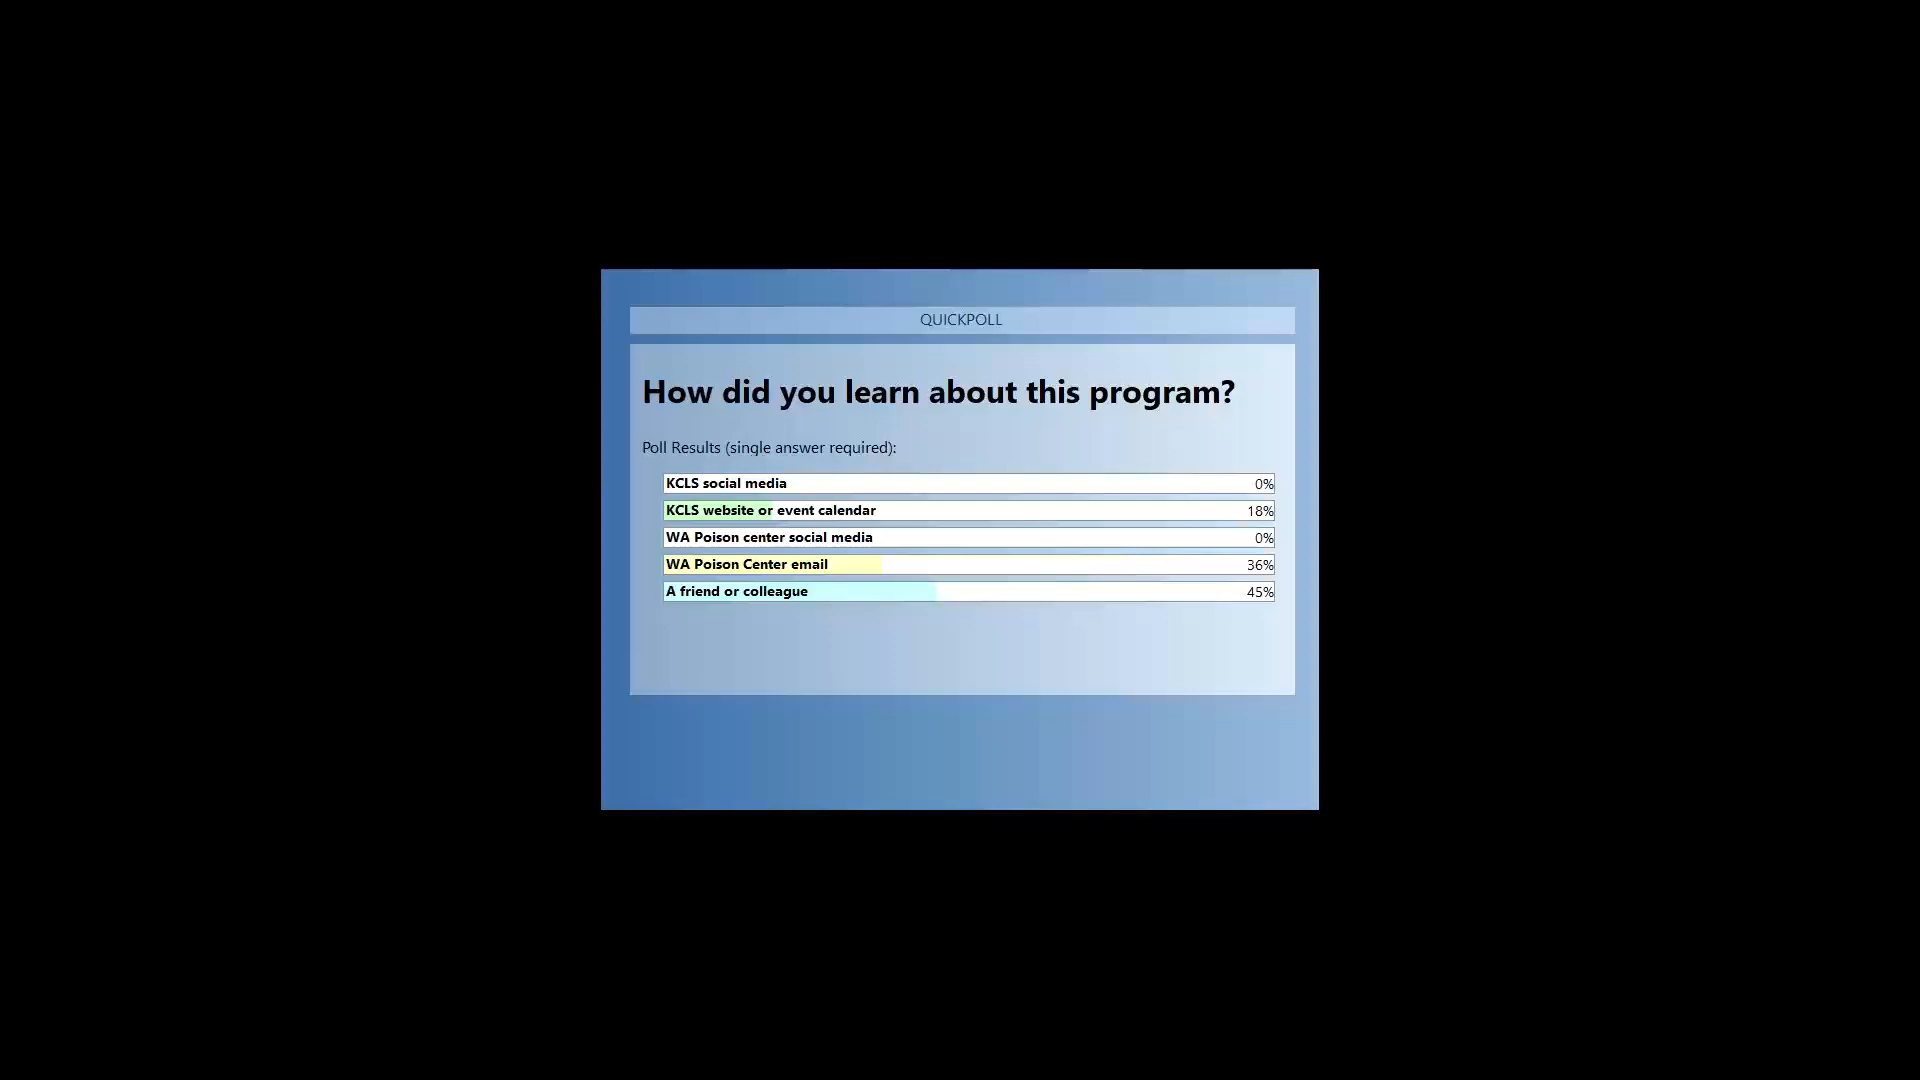 QUICKPOLL
How did you learn about this program?
Poll Results (single answer required):
KCLS social media 0%
KCLS website or event calendar 18%
WA Poison center social media 0%
WA Poison Center email 36%
A friend or colleague 45%